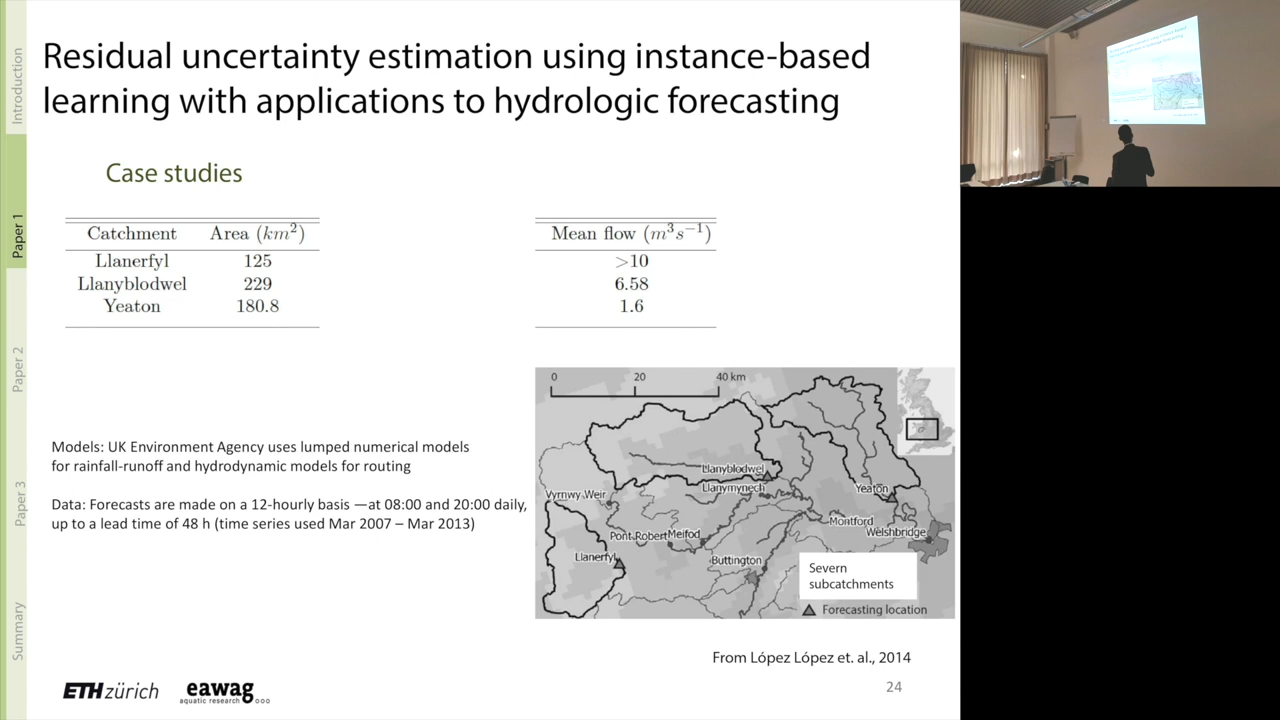 Introduction
Paper 1
Paper 2
Paper 3
Summary
Residual uncertainty estimation using instance-based
learning with applications to hydrologic forecasting
Case studies
Catchment Area (km²)
Llanerfyl 125
Llanyblodwel 229
Yeaton 180.8
Mean flow (m³s⁻¹)
>10
6.58
1.6
Models: UK Environment Agency uses lumped numerical models
for rainfall-runoff and hydrodynamic models for routing
Data: Forecasts are made on a 12-hourly basis —at 08:00 and 20:00 daily,
up to a lead time of 48 h (time series used Mar 2007 – Mar 2013)
0 20 40 km
Llanyblodwel
Llanymynech
Yeaton
Vyrnwy Weir
Montford
Welshbridge
Pont Robert
Meifod
Llanerfyl
Buttington
Severn
subcatchments
Forecasting location
From López López et. al., 2014
ETH zürich
eawag
aquatic research
24